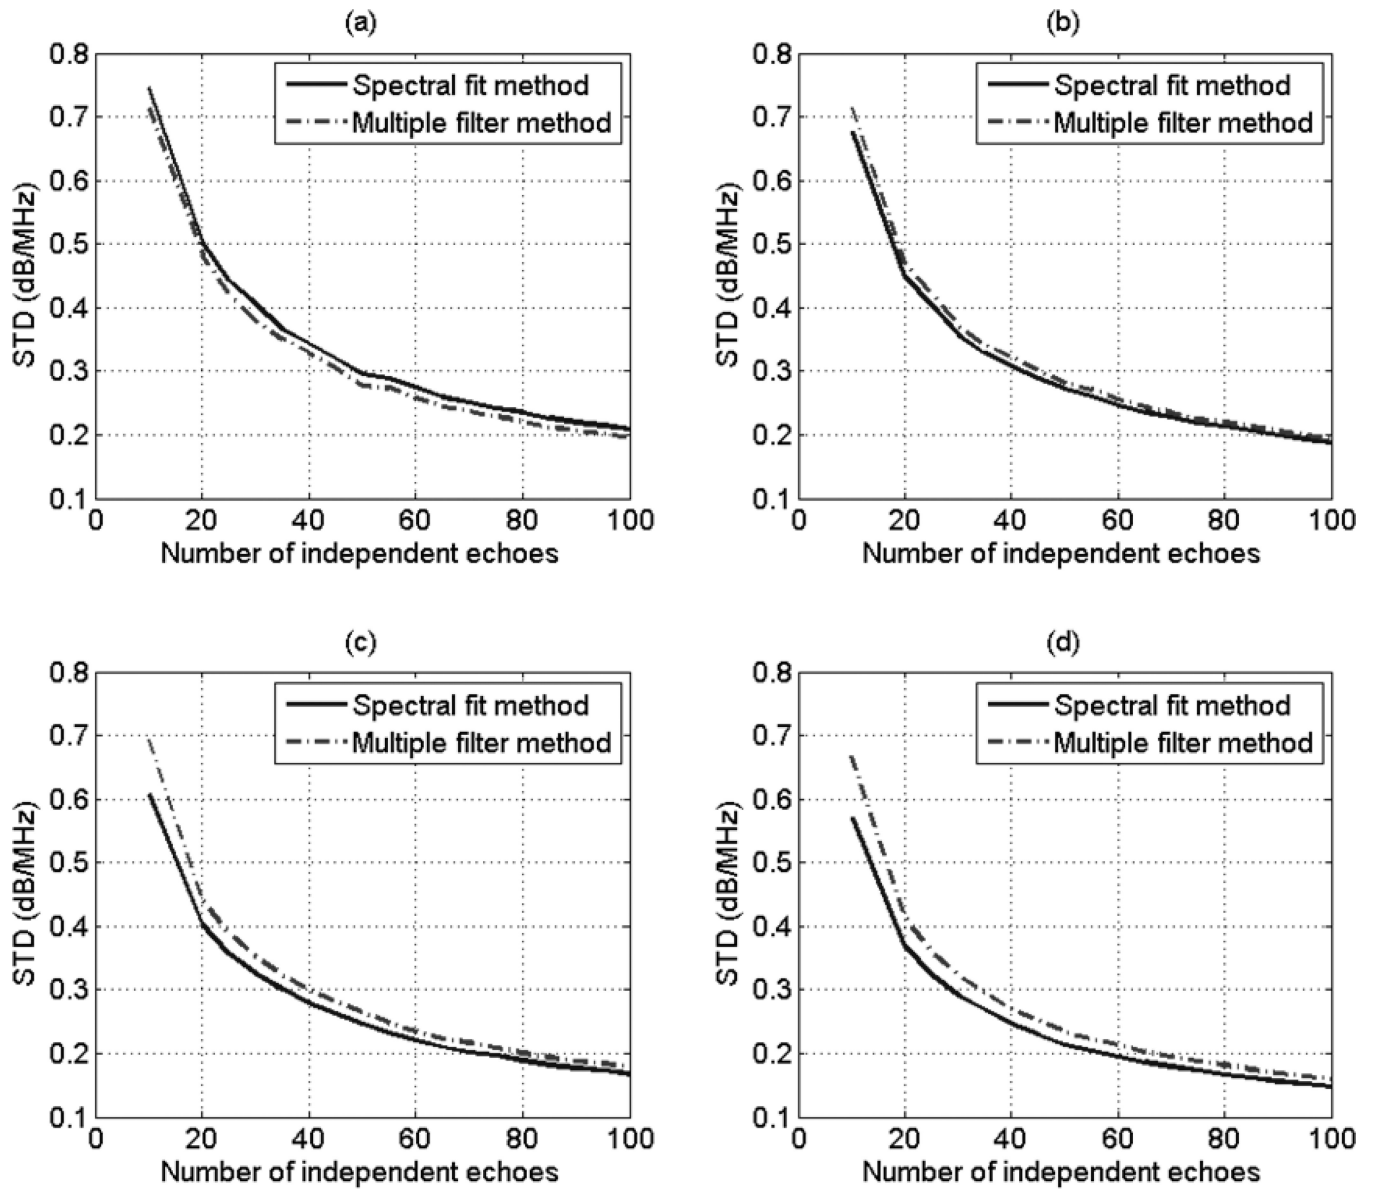 (a)
0.8
0.7
0.6
0.5
0.4
0.3
0.2
0.1
STD (dB/MHz)
Spectral fit method
Multiple filter method
0 20 40 60 80 100
Number of independent echoes
(b)
0.8
0.7
0.6
0.5
0.4
0.3
0.2
0.1
STD (dB/MHz)
Spectral fit method
Multiple filter method
0 20 40 60 80 100
Number of independent echoes
(c)
0.8
0.7
0.6
0.5
0.4
0.3
0.2
0.1
STD (dB/MHz)
Spectral fit method
Multiple filter method
0 20 40 60 80 100
Number of independent echoes
(d)
0.8
0.7
0.6
0.5
0.4
0.3
0.2
0.1
STD (dB/MHz)
Spectral fit method
Multiple filter method
0 20 40 60 80 100
Number of independent echoes